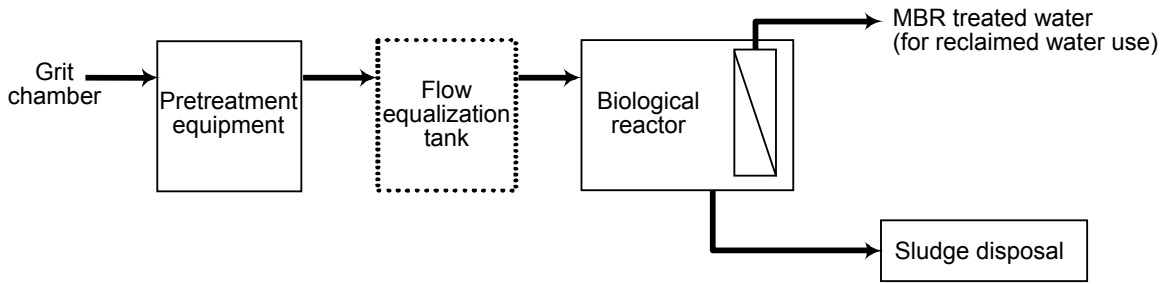 MBR treated water
(for reclaimed water use)
Grit
chamber
Pretreatment
equipment
Flow
equalization
tank
Biological
reactor
Sludge disposal